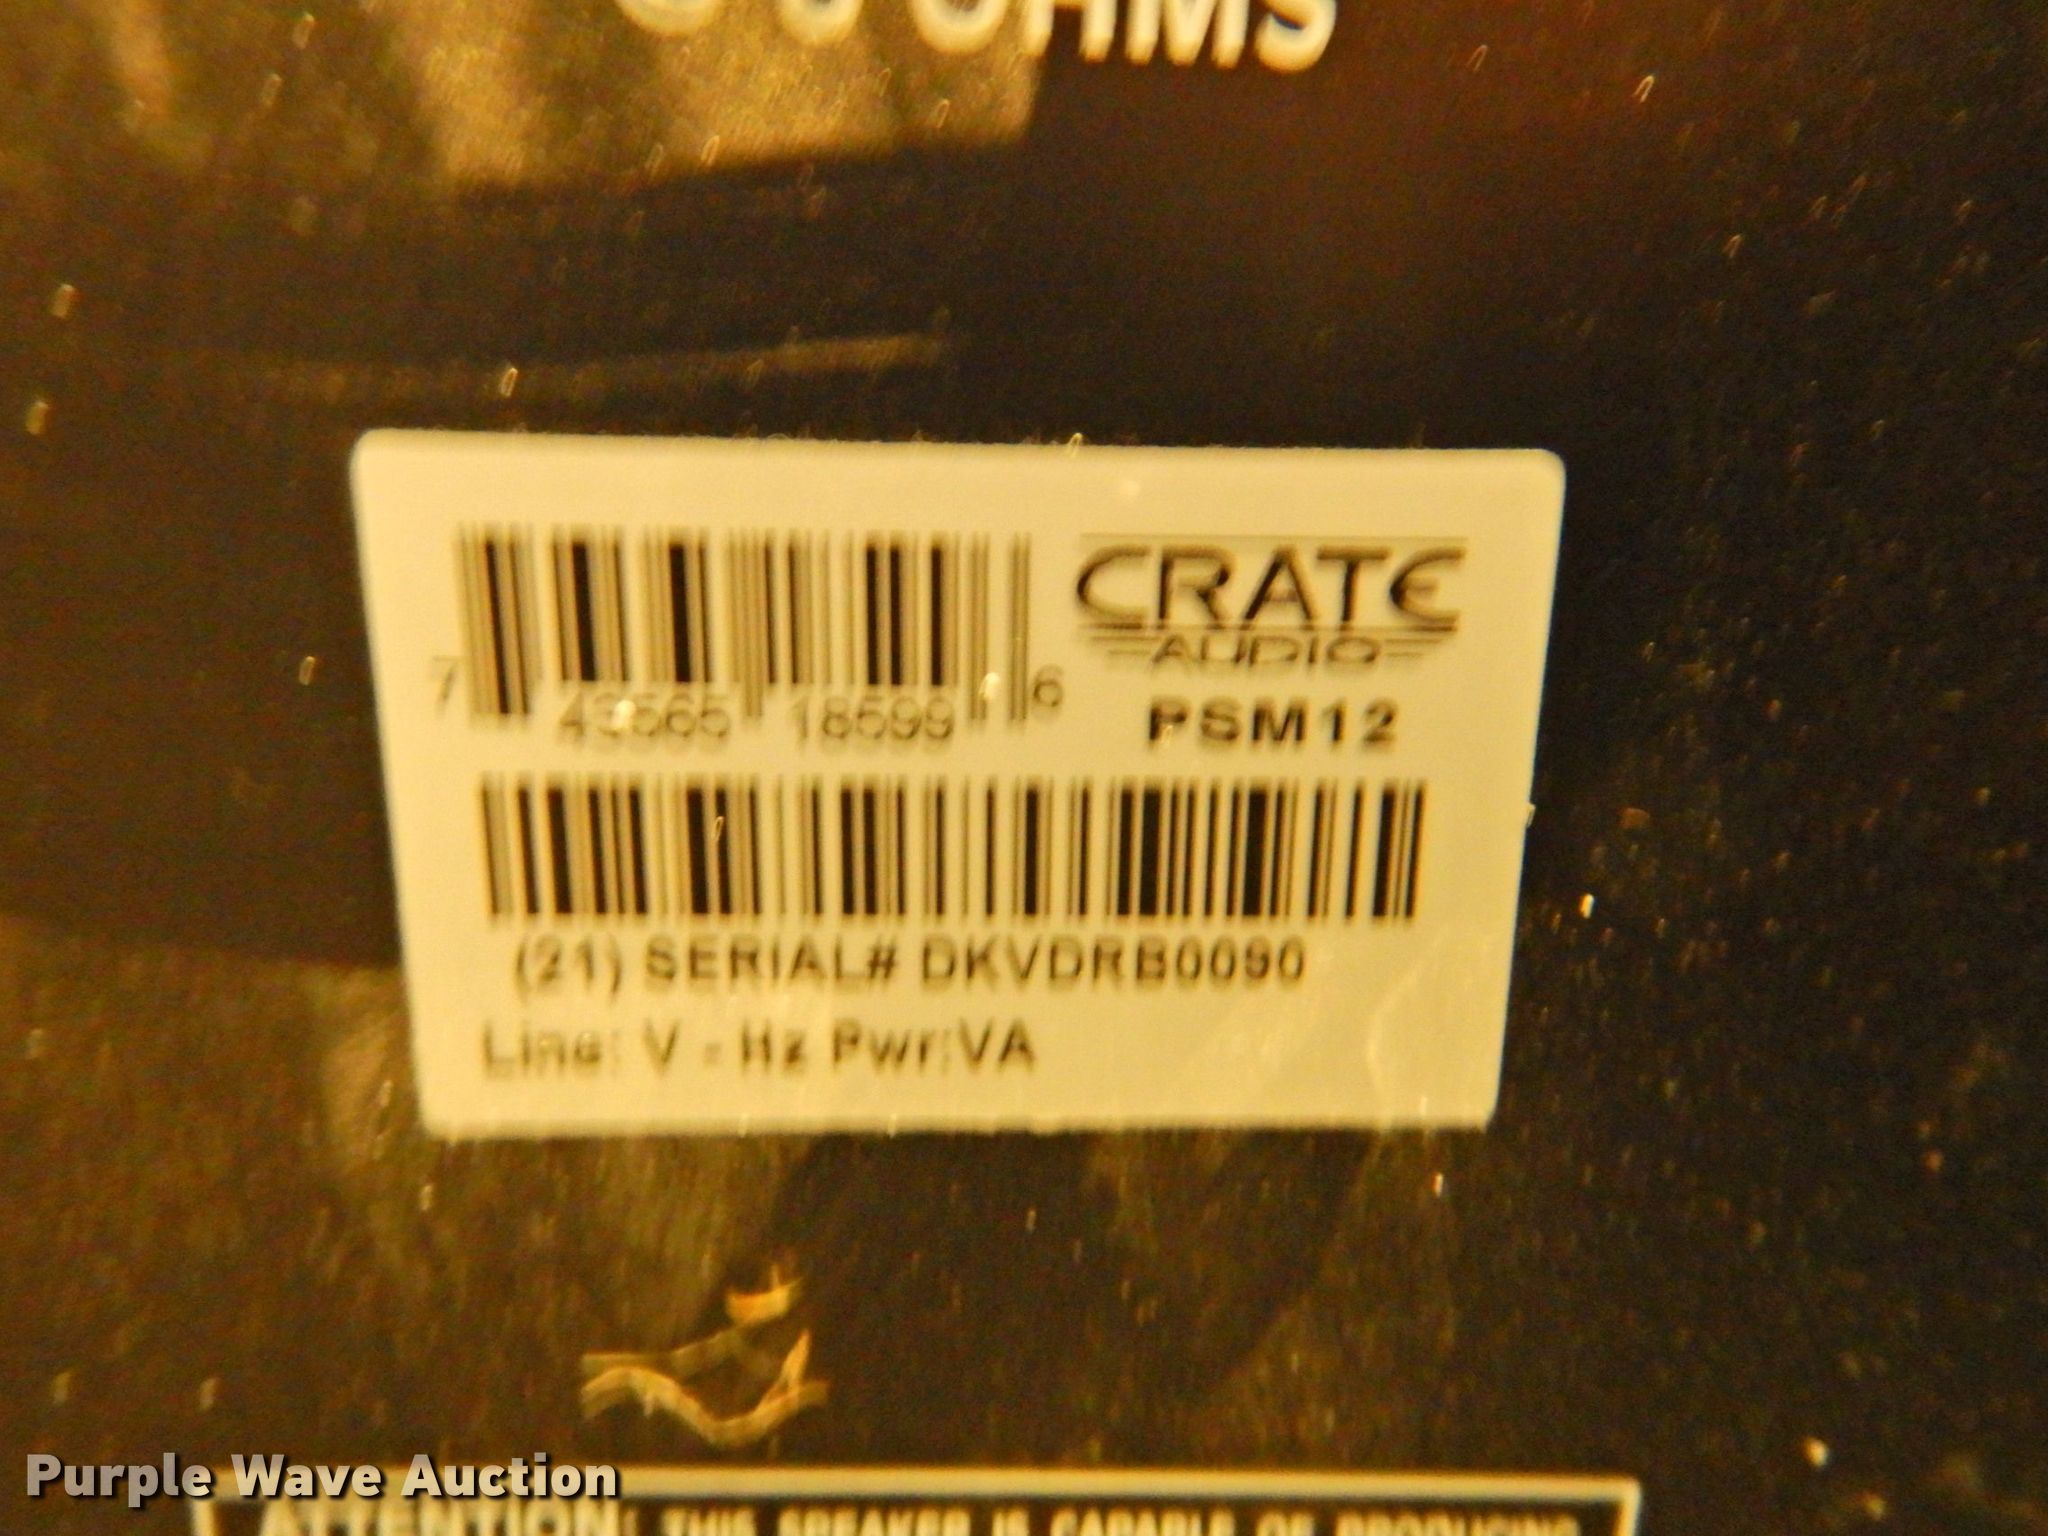 OHMS
CRATE
AUDIO
7 43565 18599 6
PSM12
(21) SERIAL# DKVDRB0090
Line: V - Hz Pwr:VA
Purple Wave Auction
ATTENTION: THIS SPEAKER IS CAPABLE OF PRODUCING